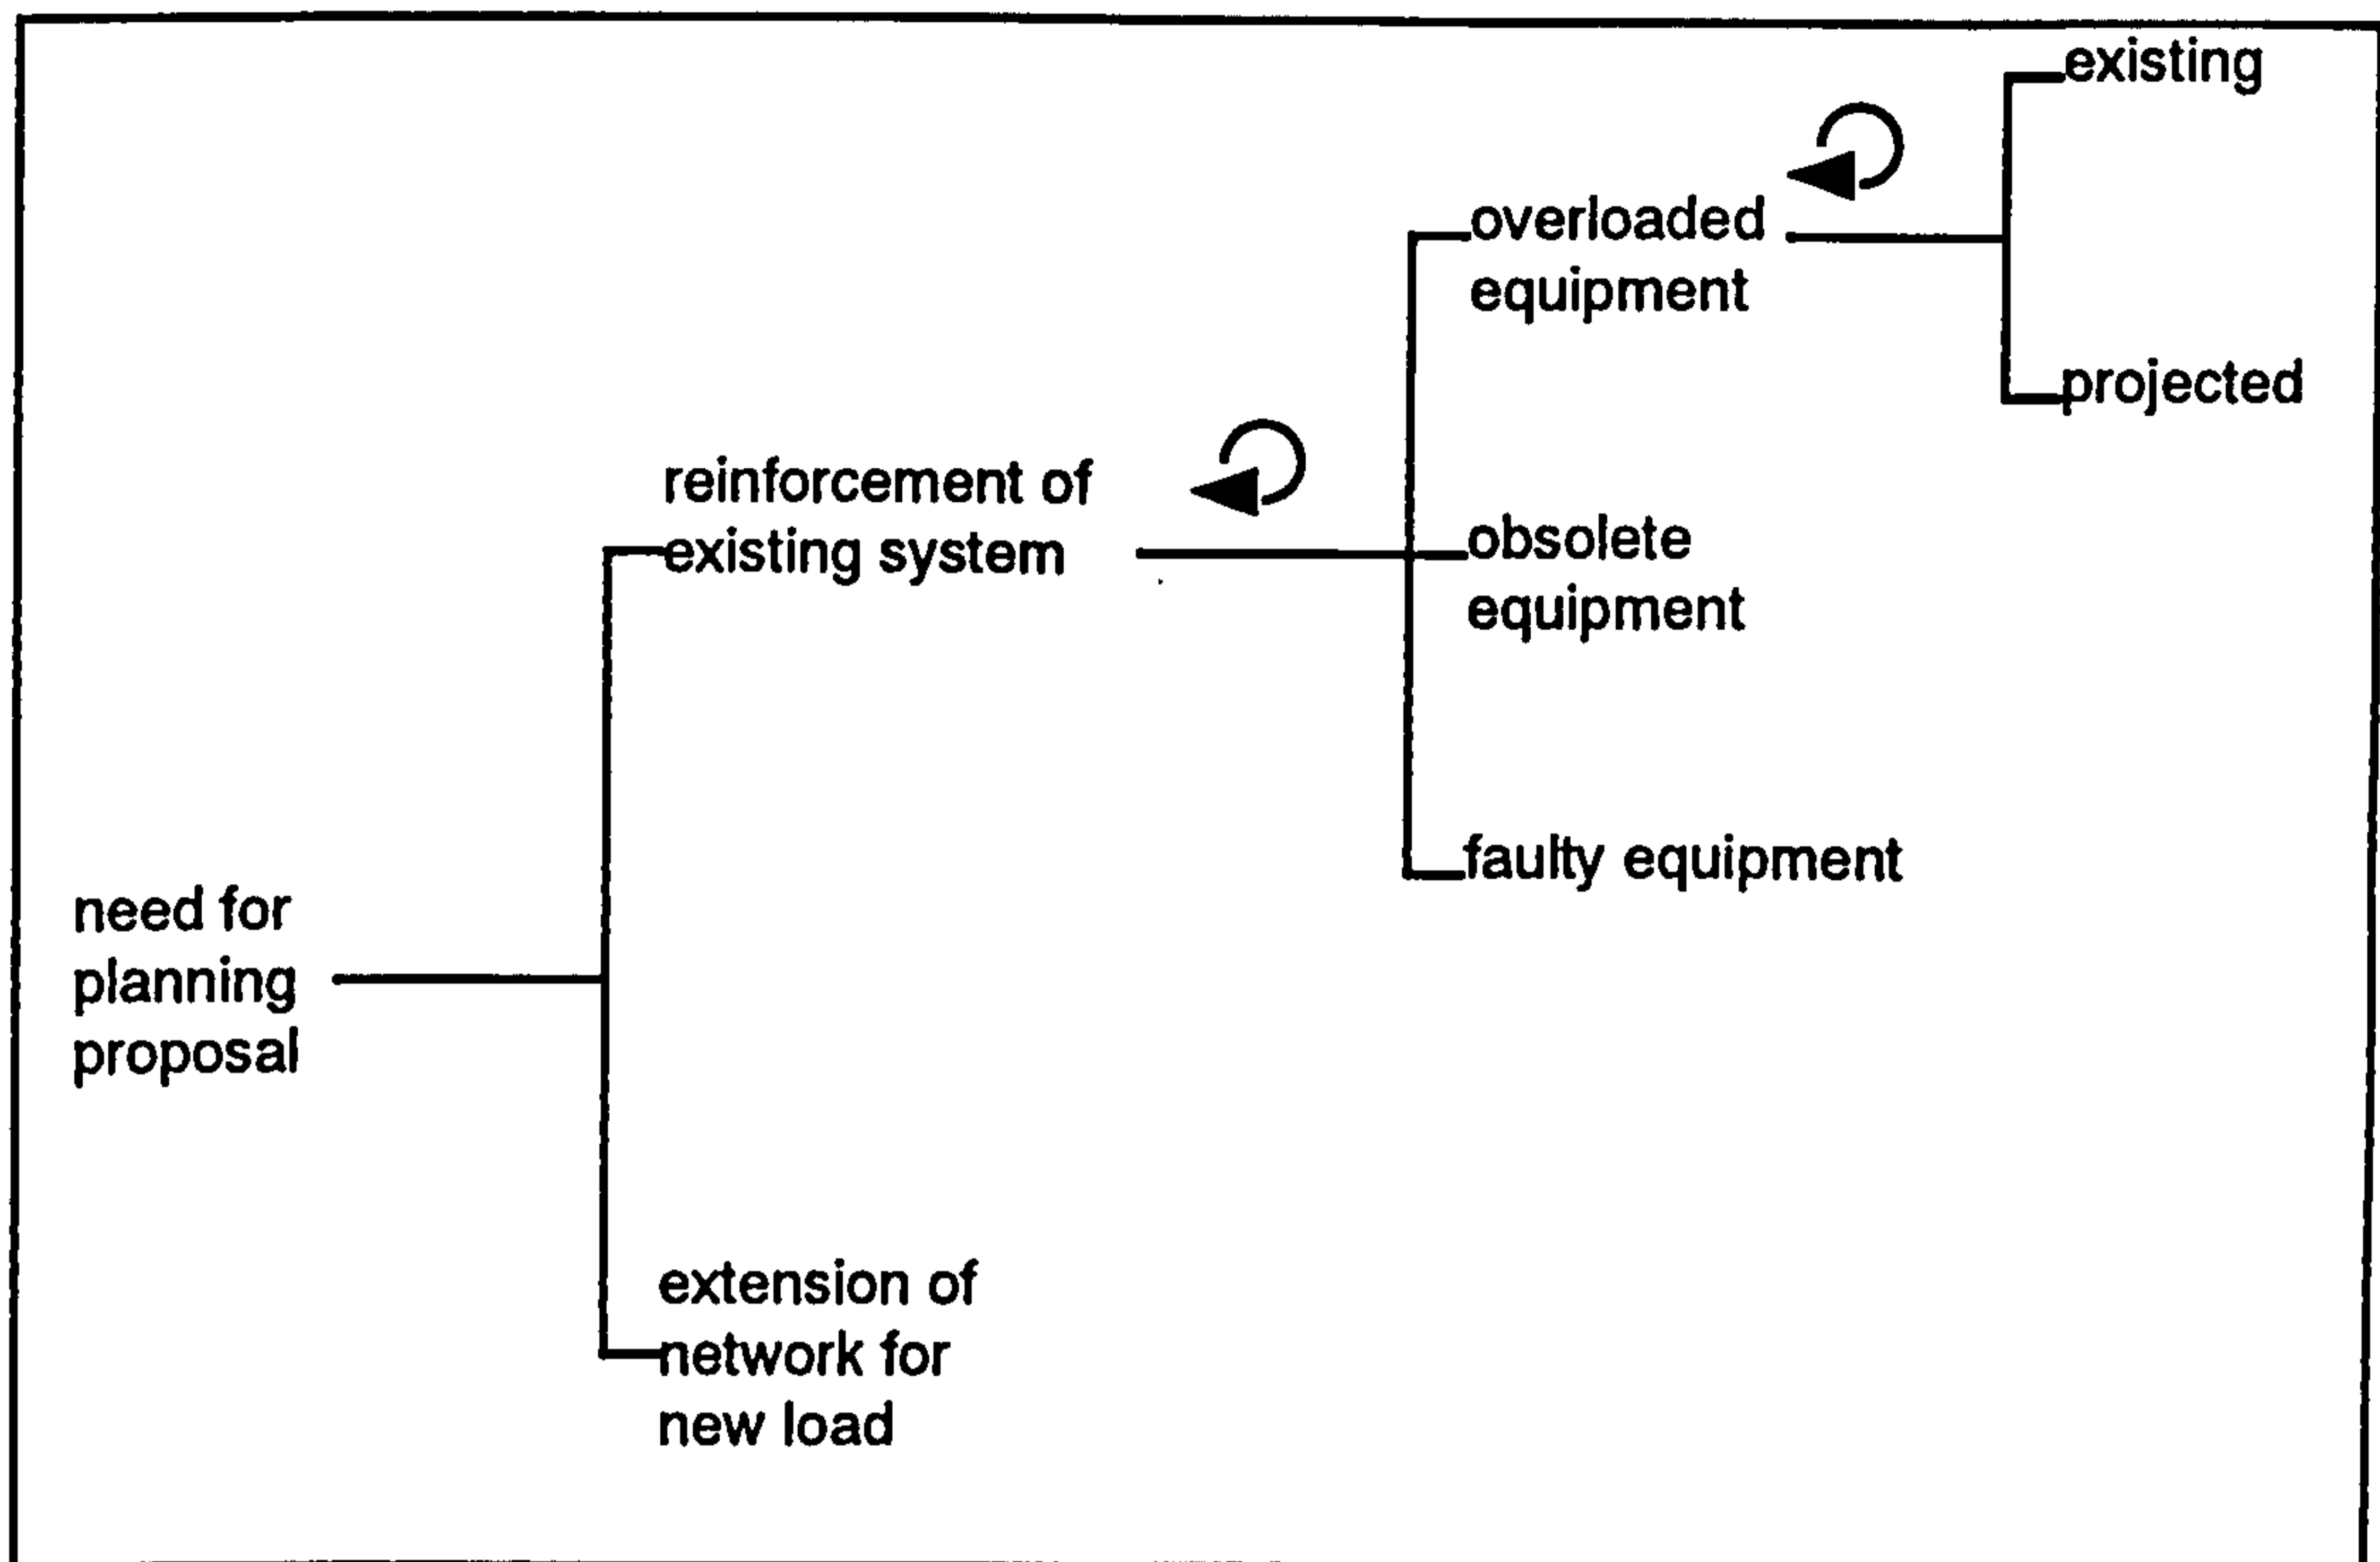 existing
overloaded
equipment
projected
reinforcement of
existing system
obsolete
equipment
faulty equipment
need for
planning
proposal
extension of
network for
new load